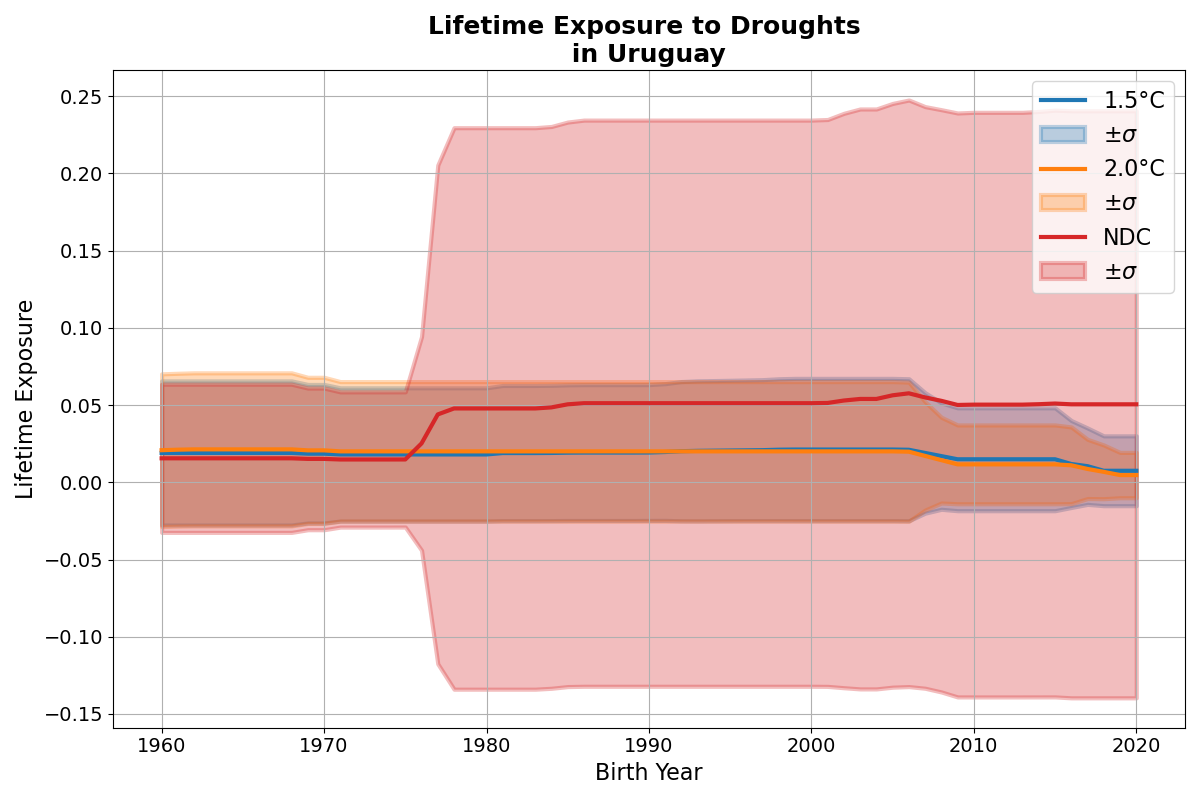 Lifetime Exposure to Droughts
in Uruguay
0.25
0.20
0.15
0.10
0.05
0.00
−0.05
−0.10
−0.15
Lifetime Exposure
1960
1970
1980
1990
2000
2010
2020
Birth Year
1.5°C
±σ
2.0°C
±σ
NDC
±σ